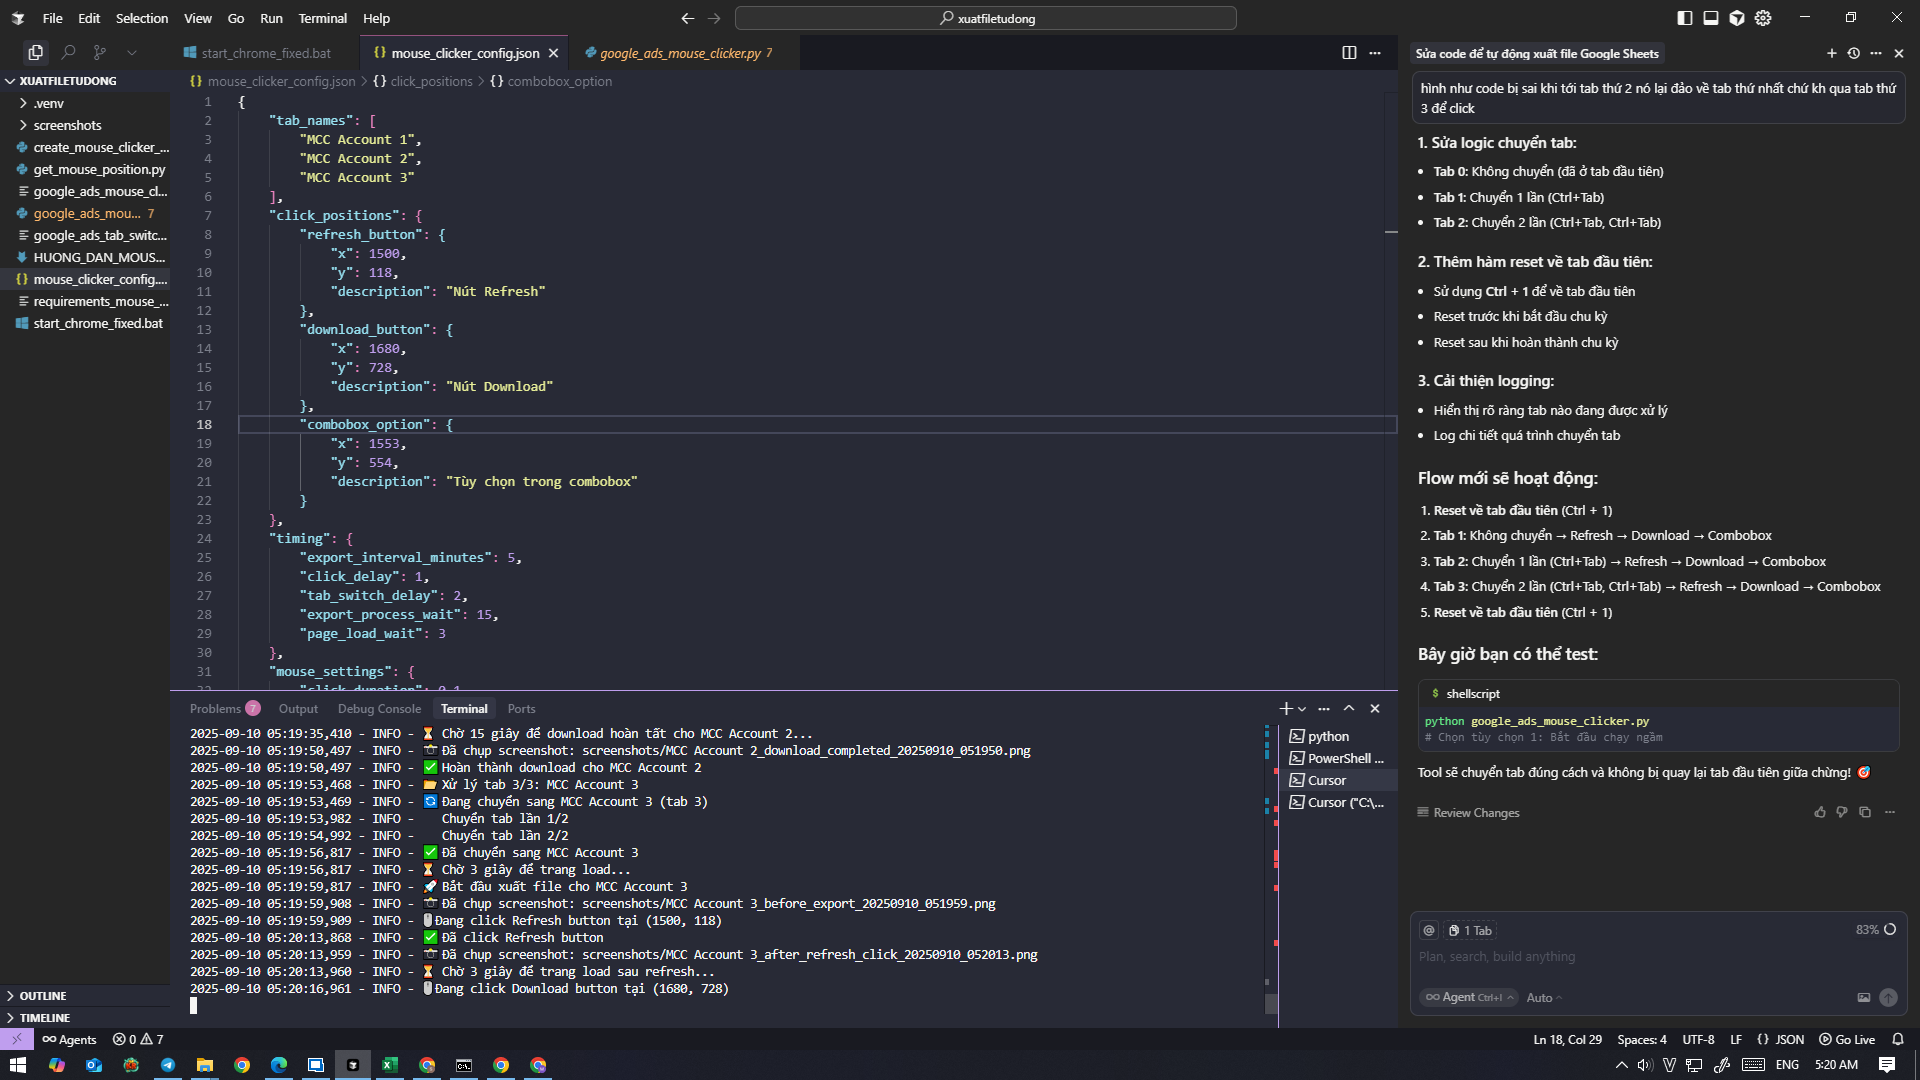 File Edit Selection View Go Run Terminal Help
xuatfiletudong
start_chrome_fixed.bat
mouse_clicker_config.json
google_ads_mouse_clicker.py 7
XUATFILETUDONG
.venv
screenshots
create_mouse_clicker_...
get_mouse_position.py
google_ads_mouse_cl...
google_ads_mou... 7
google_ads_tab_switc...
HUONG_DAN_MOUS...
mouse_clicker_config....
requirements_mouse_...
start_chrome_fixed.bat
OUTLINE
TIMELINE
{} mouse_clicker_config.json > {} click_positions > {} combobox_option
1 {
2 "tab_names": [
3 "MCC Account 1",
4 "MCC Account 2",
5 "MCC Account 3"
6 ],
7 "click_positions": {
8 "refresh_button": {
9 "x": 1500,
10 "y": 118,
11 "description": "Nút Refresh"
12 },
13 "download_button": {
14 "x": 1680,
15 "y": 728,
16 "description": "Nút Download"
17 },
18 "combobox_option": {
19 "x": 1553,
20 "y": 554,
21 "description": "Tùy chọn trong combobox"
22 }
23 },
24 "timing": {
25 "export_interval_minutes": 5,
26 "click_delay": 1,
27 "tab_switch_delay": 2,
28 "export_process_wait": 15,
29 "page_load_wait": 3
30 },
31 "mouse_settings": {
32 "click_duration": 0.1
Problems 7 Output Debug Console Terminal Ports
2025-09-10 05:19:35,410 - INFO - ⏳ Chờ 15 giây để download hoàn tất cho MCC Account 2...
2025-09-10 05:19:50,497 - INFO - 📸 Đã chụp screenshot: screenshots/MCC Account 2_download_completed_20250910_051950.png
2025-09-10 05:19:50,497 - INFO - ✅ Hoàn thành download cho MCC Account 2
2025-09-10 05:19:53,468 - INFO - 📂 Xử lý tab 3/3: MCC Account 3
2025-09-10 05:19:53,469 - INFO - 🔄 Đang chuyển sang MCC Account 3 (tab 3)
2025-09-10 05:19:53,982 - INFO - Chuyển tab lần 1/2
2025-09-10 05:19:54,992 - INFO - Chuyển tab lần 2/2
2025-09-10 05:19:56,817 - INFO - ✅ Đã chuyển sang MCC Account 3
2025-09-10 05:19:56,817 - INFO - ⏳ Chờ 3 giây để trang load...
2025-09-10 05:19:59,817 - INFO - 🚀 Bắt đầu xuất file cho MCC Account 3
2025-09-10 05:19:59,908 - INFO - 📸 Đã chụp screenshot: screenshots/MCC Account 3_before_export_20250910_051959.png
2025-09-10 05:19:59,909 - INFO - 🖱️ Đang click Refresh button tại (1500, 118)
2025-09-10 05:20:13,868 - INFO - ✅ Đã click Refresh button
2025-09-10 05:20:13,959 - INFO - 📸 Đã chụp screenshot: screenshots/MCC Account 3_after_refresh_click_20250910_052013.png
2025-09-10 05:20:13,960 - INFO - ⏳ Chờ 3 giây để trang load sau refresh...
2025-09-10 05:20:16,961 - INFO - 🖱️ Đang click Download button tại (1680, 728)
python
PowerShell ...
Cursor
Cursor ("C:\...
Sửa code để tự động xuất file Google Sheets
hình như code bị sai khi tới tab thứ 2 nó lại đảo về tab thứ nhất chứ kh qua tab thứ
3 để click
1. Sửa logic chuyển tab:
• Tab 0: Không chuyển (đã ở tab đầu tiên)
• Tab 1: Chuyển 1 lần (Ctrl+Tab)
• Tab 2: Chuyển 2 lần (Ctrl+Tab, Ctrl+Tab)
2. Thêm hàm reset về tab đầu tiên:
• Sử dụng Ctrl + 1 để về tab đầu tiên
• Reset trước khi bắt đầu chu kỳ
• Reset sau khi hoàn thành chu kỳ
3. Cải thiện logging:
• Hiển thị rõ ràng tab nào đang được xử lý
• Log chi tiết quá trình chuyển tab
Flow mới sẽ hoạt động:
1. Reset về tab đầu tiên (Ctrl + 1)
2. Tab 1: Không chuyển → Refresh → Download → Combobox
3. Tab 2: Chuyển 1 lần (Ctrl+Tab) → Refresh → Download → Combobox
4. Tab 3: Chuyển 2 lần (Ctrl+Tab, Ctrl+Tab) → Refresh → Download → Combobox
5. Reset về tab đầu tiên (Ctrl + 1)
Bây giờ bạn có thể test:
$ shellscript
python google_ads_mouse_clicker.py
# Chọn tùy chọn 1: Bắt đầu chạy ngầm
Tool sẽ chuyển tab đúng cách và không bị quay lại tab đầu tiên giữa chừng! 🎯
Review Changes
@ 1 Tab 83%
Plan, search, build anything
∞ Agent Ctrl+I Auto
∞ Agents 0 7
Ln 18, Col 29 Spaces: 4 UTF-8 LF {} JSON Go Live
ENG 5:20 AM